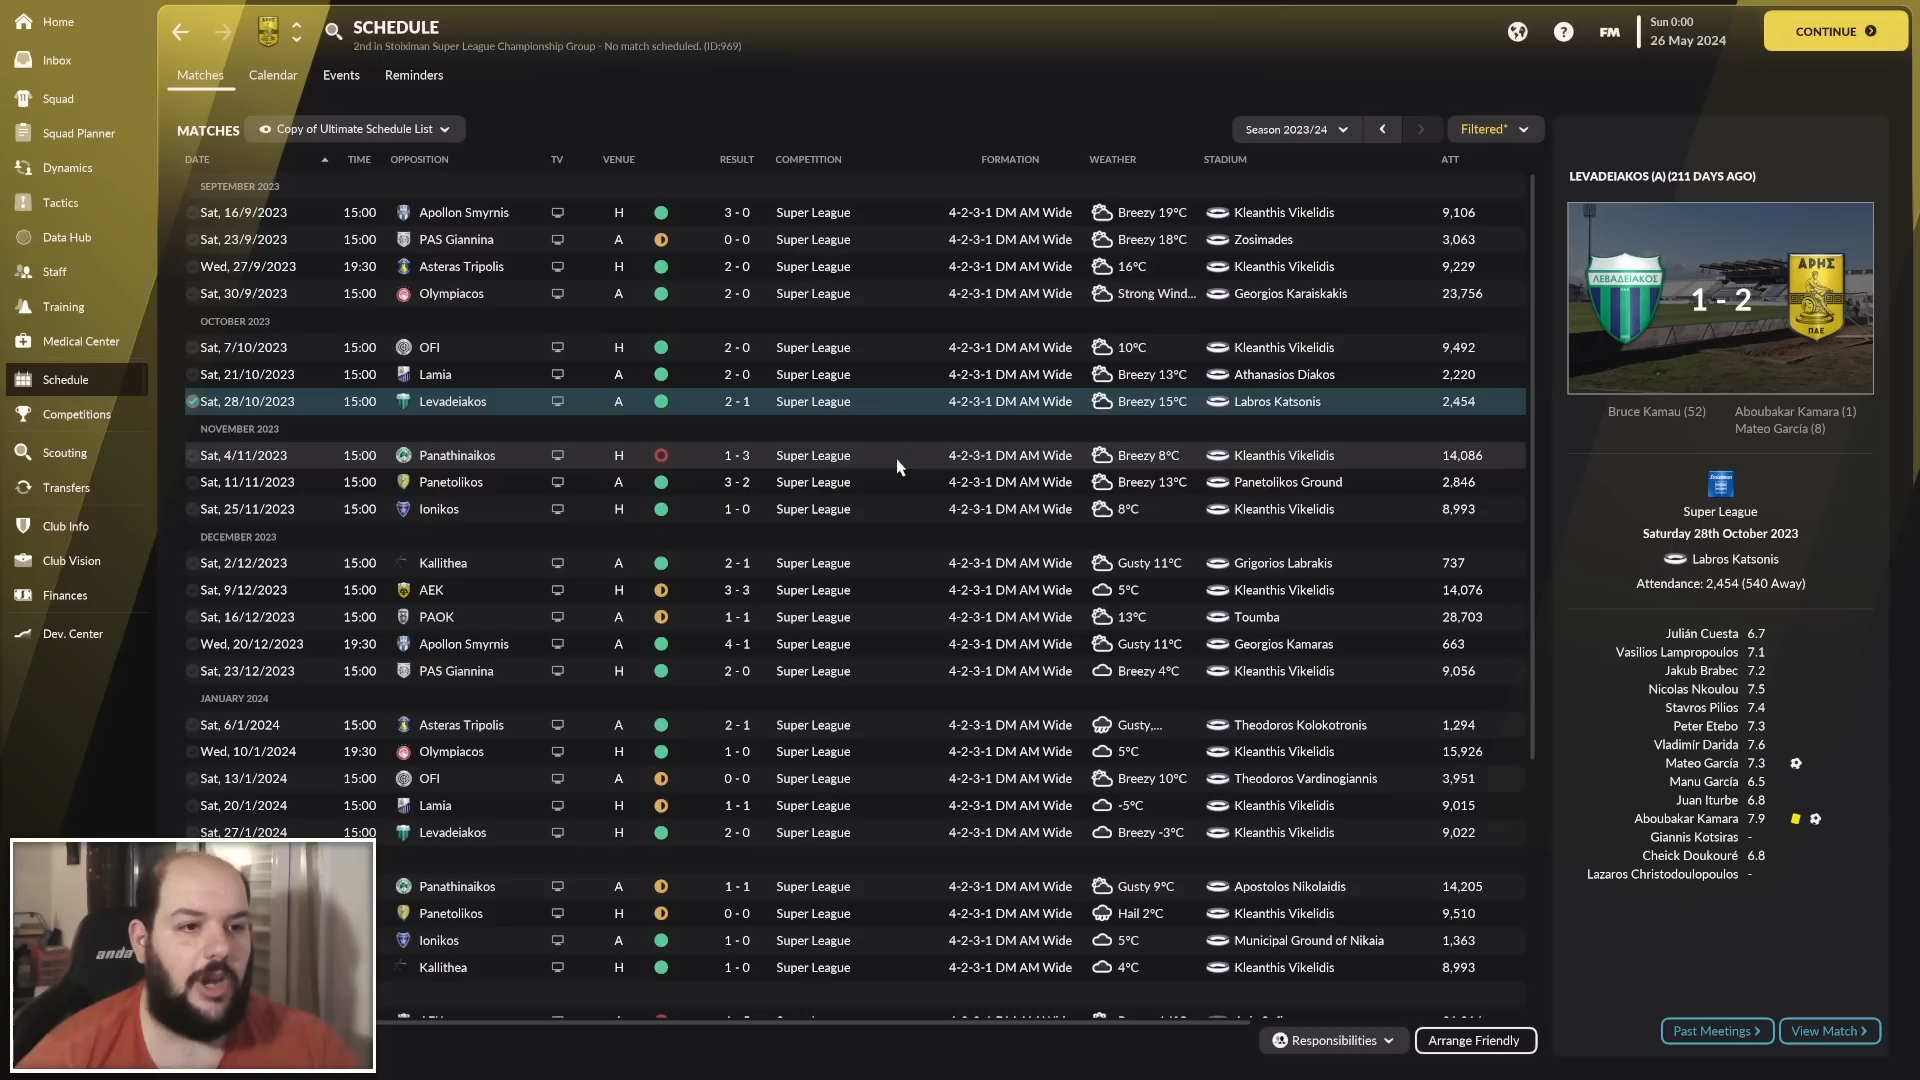 Home
Inbox
Squad
Squad Planner
Dynamics
Tactics
Data Hub
Staff
Training
Medical Center
Schedule
Competitions
Scouting
Transfers
Club Info
Club Vision
Finances
Dev. Center
SCHEDULE
2nd in Stoiximan Super League Championship Group - No match scheduled. (ID:969)
FM
Sun 0:00
26 May 2024
CONTINUE
Matches Calendar Events Reminders
MATCHES Copy of Ultimate Schedule List Season 2023/24 Filtered*
DATE TIME OPPOSITION TV VENUE RESULT COMPETITION FORMATION WEATHER STADIUM ATT
SEPTEMBER 2023
Sat, 16/9/2023 15:00 Apollon Smyrnis H 3 - 0 Super League 4-2-3-1 DM AM Wide Breezy 19°C Kleanthis Vikelidis 9,106
Sat, 23/9/2023 15:00 PAS Giannina A 0 - 0 Super League 4-2-3-1 DM AM Wide Breezy 18°C Zosimades 3,063
Wed, 27/9/2023 19:30 Asteras Tripolis H 2 - 0 Super League 4-2-3-1 DM AM Wide 16°C Kleanthis Vikelidis 9,229
Sat, 30/9/2023 15:00 Olympiacos A 2 - 0 Super League 4-2-3-1 DM AM Wide Strong Wind... Georgios Karaiskakis 23,756
OCTOBER 2023
Sat, 7/10/2023 15:00 OFI H 2 - 0 Super League 4-2-3-1 DM AM Wide 10°C Kleanthis Vikelidis 9,492
Sat, 21/10/2023 15:00 Lamia A 2 - 0 Super League 4-2-3-1 DM AM Wide Breezy 13°C Athanasios Diakos 2,220
Sat, 28/10/2023 15:00 Levadeiakos A 2 - 1 Super League 4-2-3-1 DM AM Wide Breezy 15°C Labros Katsonis 2,454
NOVEMBER 2023
Sat, 4/11/2023 15:00 Panathinaikos H 1 - 3 Super League 4-2-3-1 DM AM Wide Breezy 8°C Kleanthis Vikelidis 14,086
Sat, 11/11/2023 15:00 Panetolikos A 3 - 2 Super League 4-2-3-1 DM AM Wide Breezy 13°C Panetolikos Ground 2,846
Sat, 25/11/2023 15:00 Ionikos H 1 - 0 Super League 4-2-3-1 DM AM Wide 8°C Kleanthis Vikelidis 8,993
DECEMBER 2023
Sat, 2/12/2023 15:00 Kallithea A 2 - 1 Super League 4-2-3-1 DM AM Wide Gusty 11°C Grigorios Labrakis 737
Sat, 9/12/2023 15:00 AEK H 3 - 3 Super League 4-2-3-1 DM AM Wide 5°C Kleanthis Vikelidis 14,076
Sat, 16/12/2023 15:00 PAOK A 1 - 1 Super League 4-2-3-1 DM AM Wide 13°C Toumba 28,703
Wed, 20/12/2023 19:30 Apollon Smyrnis A 4 - 1 Super League 4-2-3-1 DM AM Wide Gusty 11°C Georgios Kamaras 663
Sat, 23/12/2023 15:00 PAS Giannina H 2 - 0 Super League 4-2-3-1 DM AM Wide Breezy 4°C Kleanthis Vikelidis 9,056
JANUARY 2024
Sat, 6/1/2024 15:00 Asteras Tripolis A 2 - 1 Super League 4-2-3-1 DM AM Wide Gusty,... Theodoros Kolokotronis 1,294
Wed, 10/1/2024 19:30 Olympiacos H 1 - 0 Super League 4-2-3-1 DM AM Wide 5°C Kleanthis Vikelidis 15,926
Sat, 13/1/2024 15:00 OFI A 0 - 0 Super League 4-2-3-1 DM AM Wide Breezy 10°C Theodoros Vardinogiannis 3,951
Sat, 20/1/2024 15:00 Lamia H 1 - 1 Super League 4-2-3-1 DM AM Wide -5°C Kleanthis Vikelidis 9,015
Sat, 27/1/2024 15:00 Levadeiakos H 2 - 0 Super League 4-2-3-1 DM AM Wide Breezy -3°C Kleanthis Vikelidis 9,022
Panathinaikos A 1 - 1 Super League 4-2-3-1 DM AM Wide Gusty 9°C Apostolos Nikolaidis 14,205
Panetolikos H 0 - 0 Super League 4-2-3-1 DM AM Wide Hail 2°C Kleanthis Vikelidis 9,510
Ionikos A 1 - 0 Super League 4-2-3-1 DM AM Wide 5°C Municipal Ground of Nikaia 1,363
Kallithea H 1 - 0 Super League 4-2-3-1 DM AM Wide 4°C Kleanthis Vikelidis 8,993
Responsibilities Arrange Friendly
LEVADEIAKOS (A) (211 DAYS AGO)
ΛΕΒΑΔΕΙΑΚΟΣ
1 - 2
ΑΡΗΣ
ΠΑΕ
Bruce Kamau (52) Aboubakar Kamara (1)
Mateo García (8)
Super League
Saturday 28th October 2023
Labros Katsonis
Attendance: 2,454 (540 Away)
Julián Cuesta 6.7
Vasilios Lampropoulos 7.1
Jakub Brabec 7.2
Nicolas Nkoulou 7.5
Stavros Pilios 7.4
Peter Etebo 7.3
Vladimír Darida 7.6
Mateo García 7.3
Manu García 6.5
Juan Iturbe 6.8
Aboubakar Kamara 7.9
Giannis Kotsiras -
Cheick Doukouré 6.8
Lazaros Christodoulopoulos -
Past Meetings View Match
anda